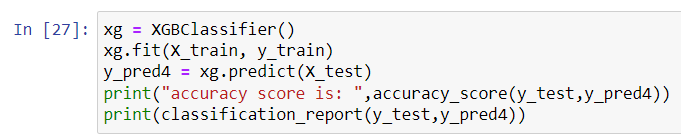 In [27]: xg = XGBClassifier()
xg.fit(X_train, y_train)
y_pred4 = xg.predict(X_test)
print("accuracy score is: ",accuracy_score(y_test,y_pred4))
print(classification_report(y_test,y_pred4))